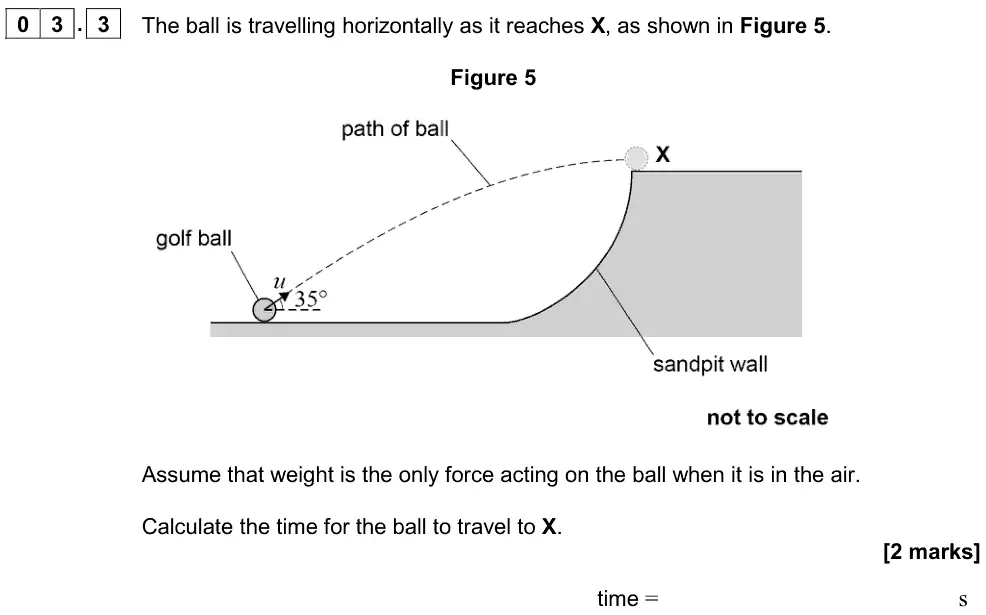 03.3 The ball is travelling horizontally as it reaches X, as shown in Figure 5.
Figure 5
path of ball
X
golf ball
u
35°
sandpit wall
not to scale
Assume that weight is the only force acting on the ball when it is in the air.
Calculate the time for the ball to travel to X.
[2 marks]
time = s